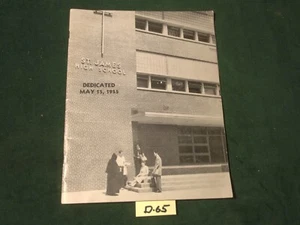 ST. JAMES
HIGH SCHOOL
DEDICATED
MAY 15, 1955
D-65